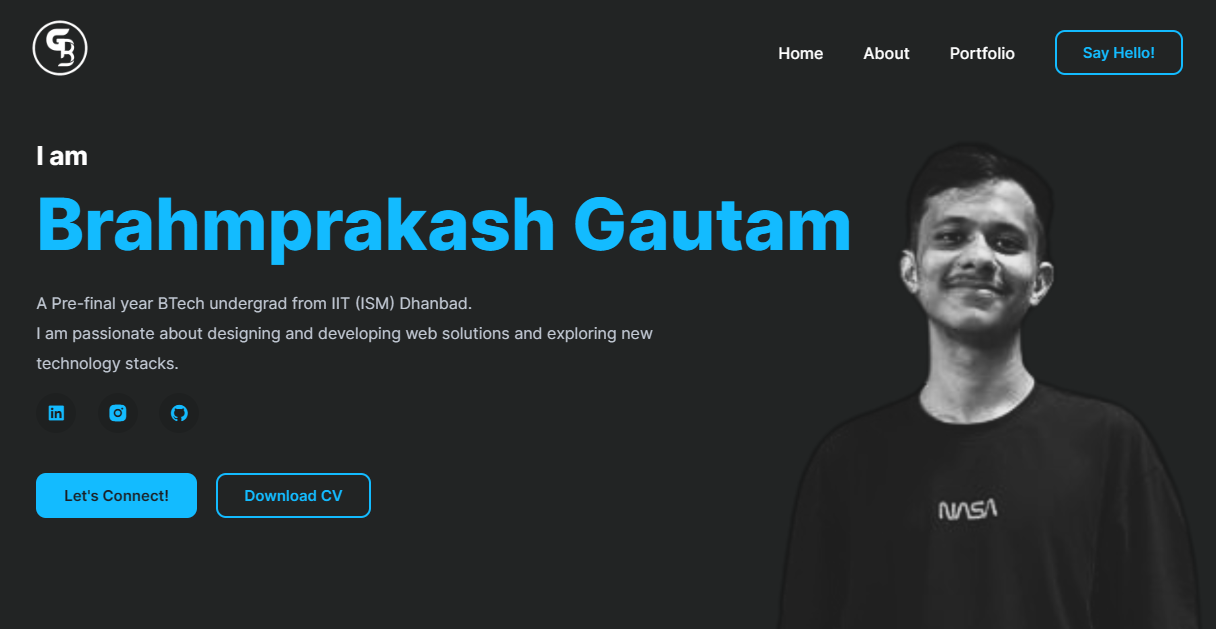 GB
Home About Portfolio Say Hello!
I am
Brahmprakash Gautam
A Pre-final year BTech undergrad from IIT (ISM) Dhanbad.
I am passionate about designing and developing web solutions and exploring new
technology stacks.
in
Let's Connect! Download CV
NASA